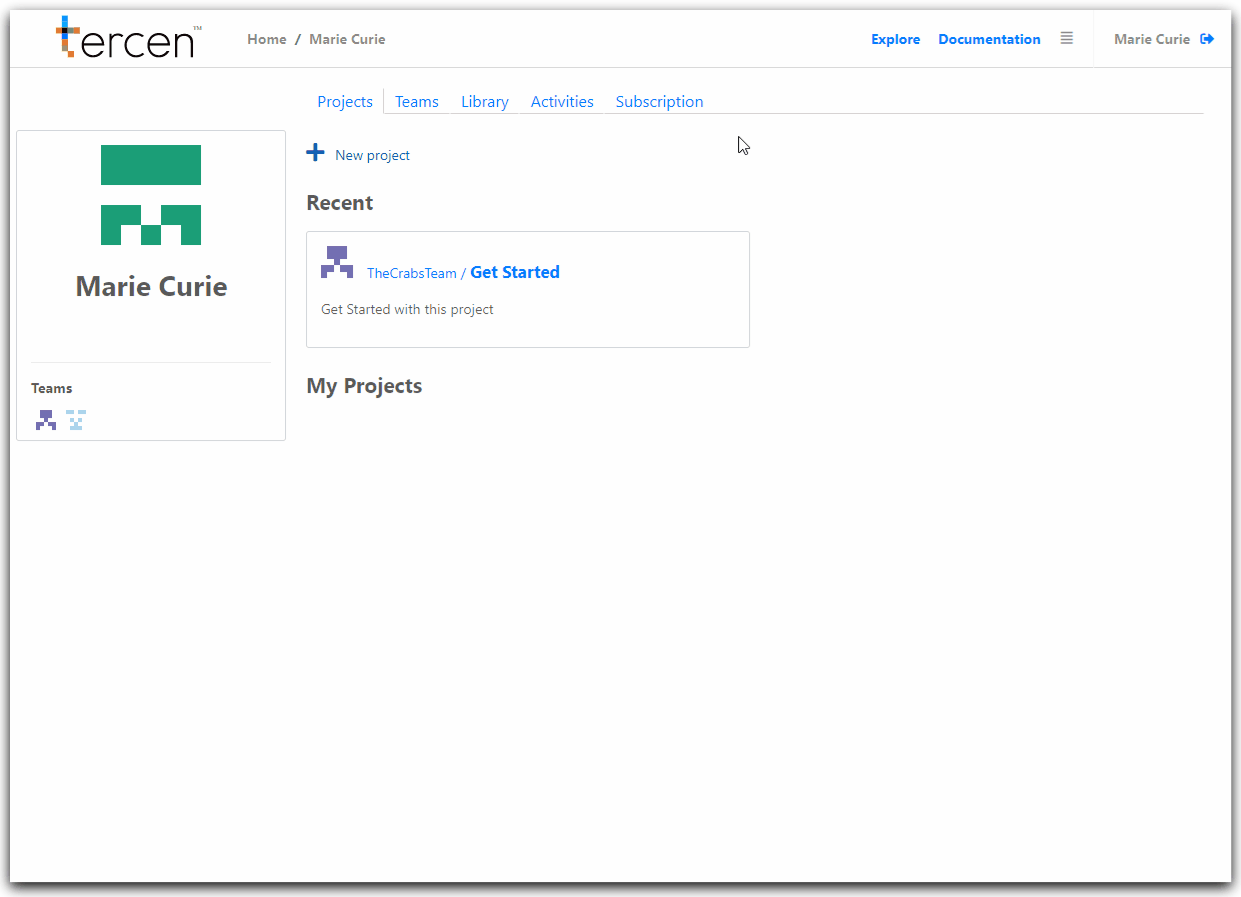 tercen™ Home / Marie Curie Explore Documentation Marie Curie
Projects Teams Library Activities Subscription
New project
Recent
TheCrabsTeam / Get Started
Get Started with this project
My Projects
Marie Curie
Teams